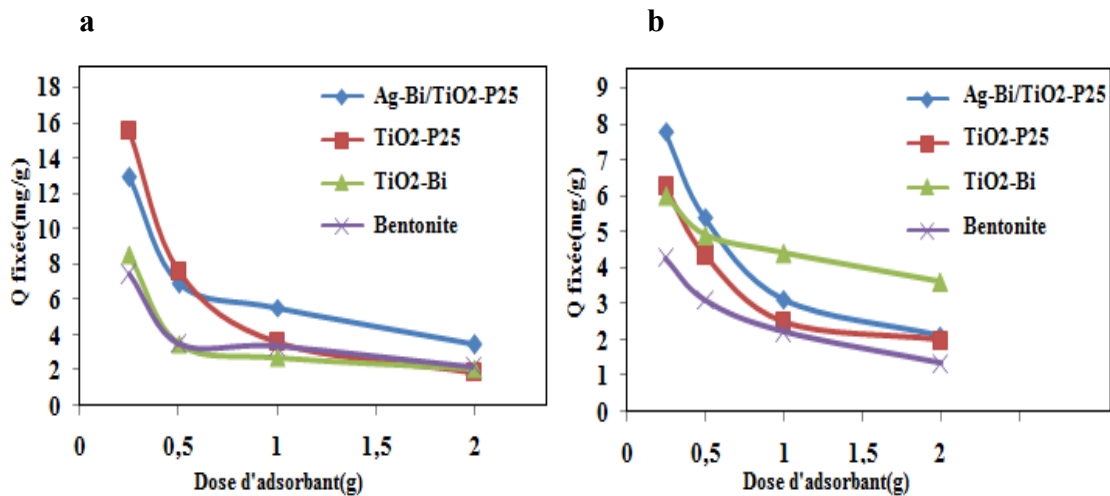 a
b
Q fixée(mg/g)
18
16
14
12
10
8
6
4
2
0
0
0,5
1
1,5
2
Dose d'adsorbant(g)
Ag-Bi/TiO2-P25
TiO2-P25
TiO2-Bi
Bentonite
Q fixée(mg/g)
9
8
7
6
5
4
3
2
1
0
0
0.5
1
1,5
2
Dose d'adsorbant(g)
Ag-Bi/TiO2-P25
TiO2-P25
TiO2-Bi
Bentonite